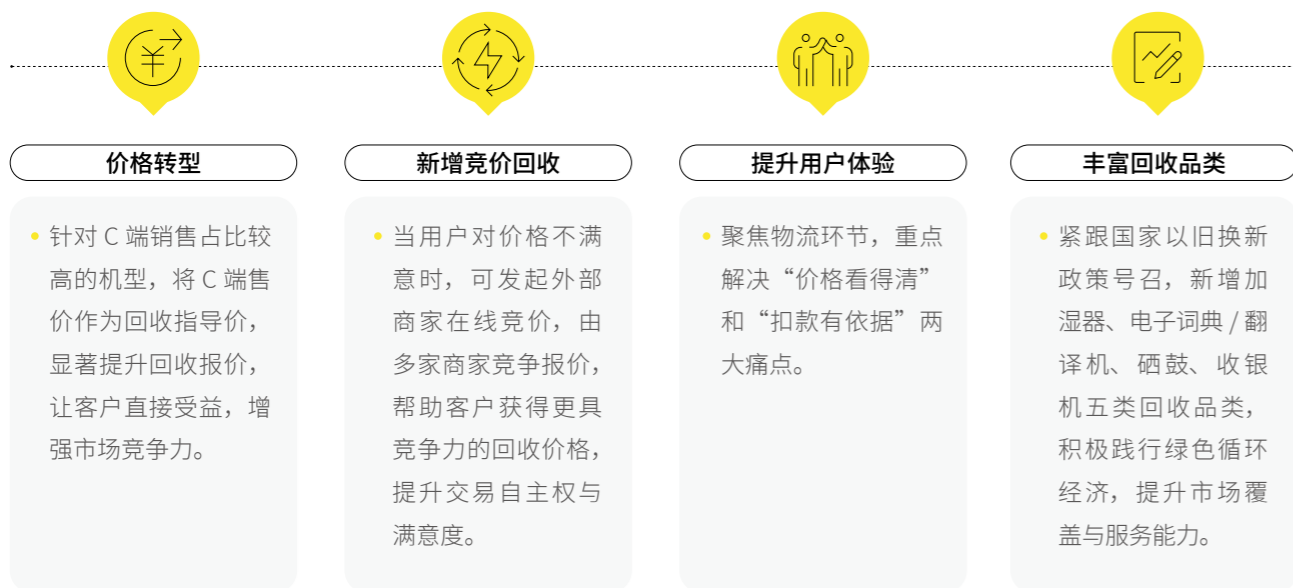 价格转型
针对 C 端销售占比较
高的机型，将 C 端售
价作为回收指导价，
显著提升回收报价，
让客户直接受益，增
强市场竞争力。
新增竞价回收
当用户对价格不满
意时，可发起外部
商家在线竞价，由
多家商家竞争报价，
帮助客户获得更具
竞争力的回收价格，
提升交易自主权与
满意度。
提升用户体验
聚焦物流环节，重点
解决“价格看得清”
和“扣款有依据”两
大痛点。
丰富回收品类
紧跟国家以旧换新
政策号召，新增加
湿器、电子词典 / 翻
译机、硒鼓、收银
机五类回收品类，
积极践行绿色循环
经济，提升市场覆
盖与服务能力。